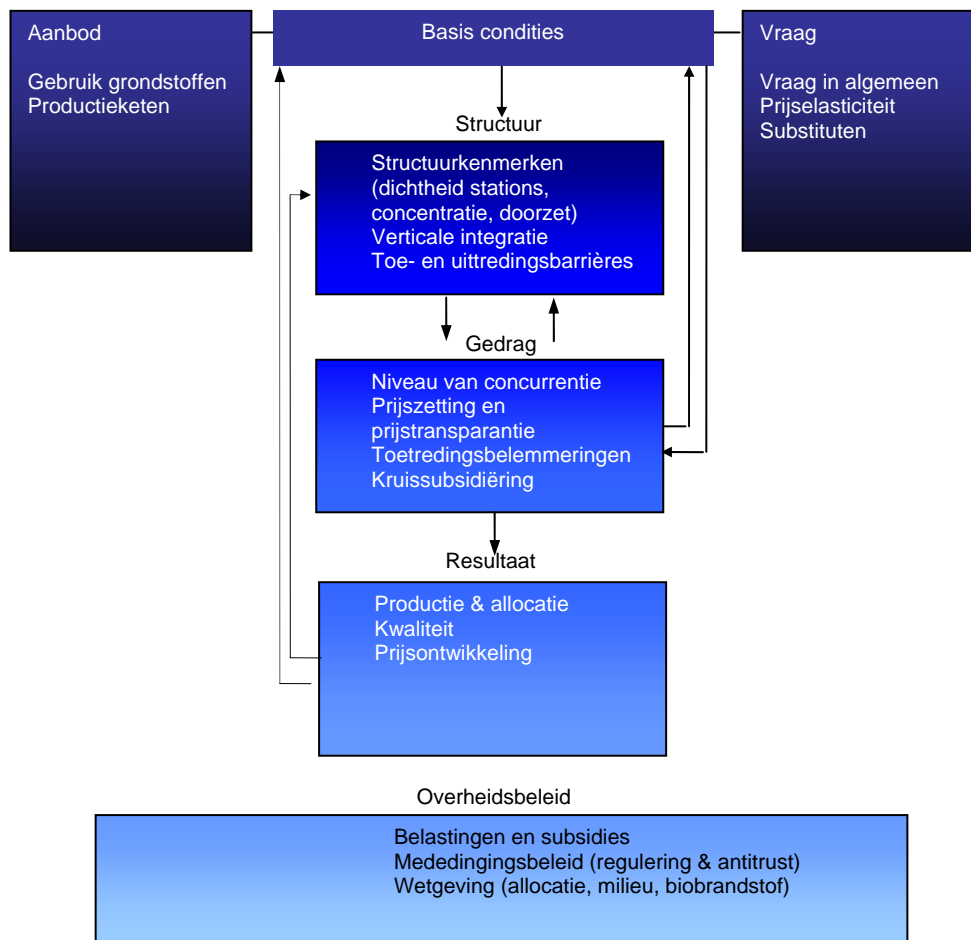 Aanbod
Gebruik grondstoffen
Productieketen
Basis condities
Vraag
Vraag in algemeen
Prijselasticiteit
Substituten
Structuur
Structuurkenmerken
(dichtheid stations,
concentratie, doorzet)
Verticale integratie
Toe- en uittredingsbarrières
Gedrag
Niveau van concurrentie
Prijszetting en
prijstransparantie
Toetredingsbelemmeringen
Kruissubsidiëring
Resultaat
Productie & allocatie
Kwaliteit
Prijsontwikkeling
Overheidsbeleid
Belastingen en subsidies
Mededingingsbeleid (regulering & antitrust)
Wetgeving (allocatie, milieu, biobrandstof)